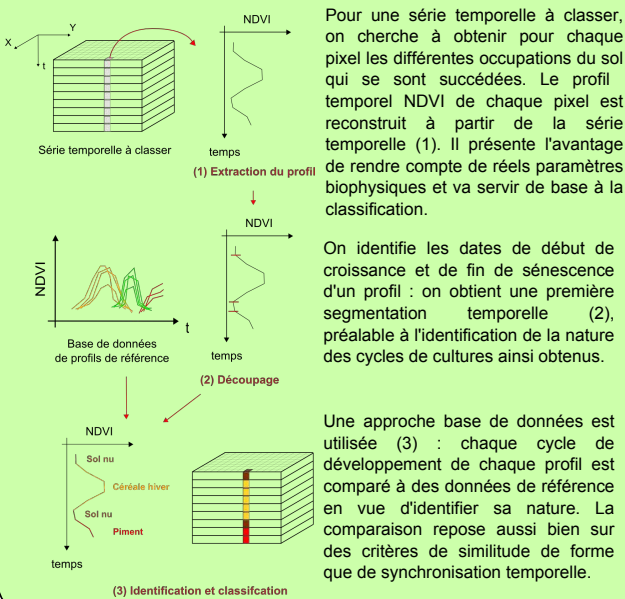 X
Y
t
Série temporelle à classer
NDVI
temps
(1) Extraction du profil
Pour une série temporelle à classer,
on cherche à obtenir pour chaque
pixel les différentes occupations du sol
qui se sont succédées. Le profil
temporel NDVI de chaque pixel est
reconstruit à partir de la série
temporelle (1). Il présente l'avantage
de rendre compte de réels paramètres
biophysiques et va servir de base à la
classification.
NDVI
t
Base de données
de profils de référence
NDVI
temps
(2) Découpage
On identifie les dates de début de
croissance et de fin de sénescence
d'un profil : on obtient une première
segmentation temporelle (2),
préalable à l'identification de la nature
des cycles de cultures ainsi obtenus.
NDVI
Sol nu
Céréale hiver
Sol nu
Piment
temps
(3) Identification et classifcation
Une approche base de données est
utilisée (3) : chaque cycle de
développement de chaque profil est
comparé à des données de référence
en vue d'identifier sa nature. La
comparaison repose aussi bien sur
des critères de similitude de forme
que de synchronisation temporelle.